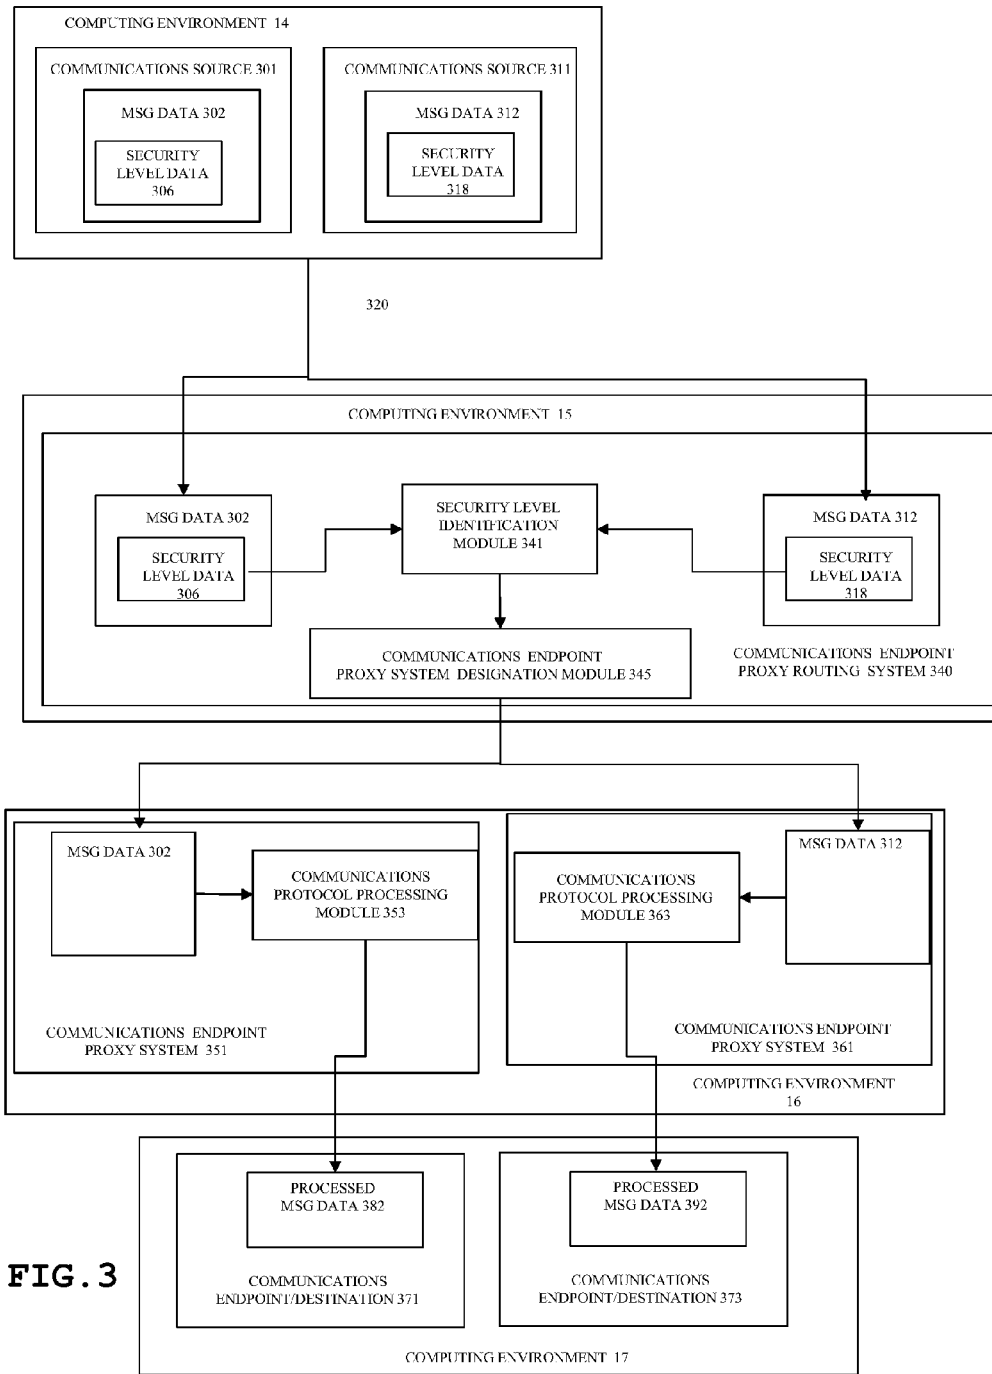 COMPUTING ENVIRONMENT 14
COMMUNICATIONS SOURCE 301
MSG DATA 302
SECURITY
LEVEL DATA
306
COMMUNICATIONS SOURCE 311
MSG DATA 312
SECURITY
LEVEL DATA
318
320
COMPUTING ENVIRONMENT 15
MSG DATA 302
SECURITY
LEVEL DATA
306
SECURITY LEVEL
IDENTIFICATION
MODULE 341
MSG DATA 312
SECURITY
LEVEL DATA
318
COMMUNICATIONS ENDPOINT
PROXY SYSTEM DESIGNATION MODULE 345
COMMUNICATIONS ENDPOINT
PROXY ROUTING SYSTEM 340
MSG DATA 302
COMMUNICATIONS
PROTOCOL PROCESSING
MODULE 353
COMMUNICATIONS ENDPOINT
PROXY SYSTEM 351
COMMUNICATIONS
PROTOCOL PROCESSING
MODULE 363
MSG DATA 312
COMMUNICATIONS ENDPOINT
PROXY SYSTEM 361
COMPUTING ENVIRONMENT
16
PROCESSED
MSG DATA 382
COMMUNICATIONS
ENDPOINT/DESTINATION 371
PROCESSED
MSG DATA 392
COMMUNICATIONS
ENDPOINT/DESTINATION 373
COMPUTING ENVIRONMENT 17
FIG.3